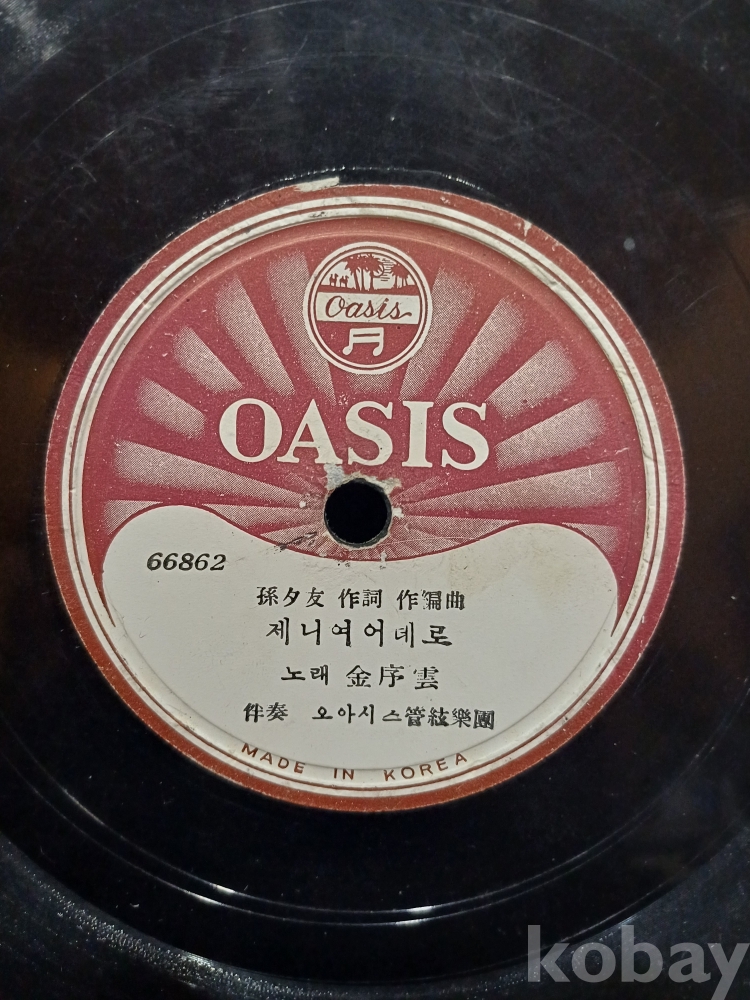 Oasis
OASIS
66862
孫夕友 作詞 作編曲
제니여어데로
노래 金序雲
伴奏 오아시스管絃樂團
MADE IN KOREA
kobay